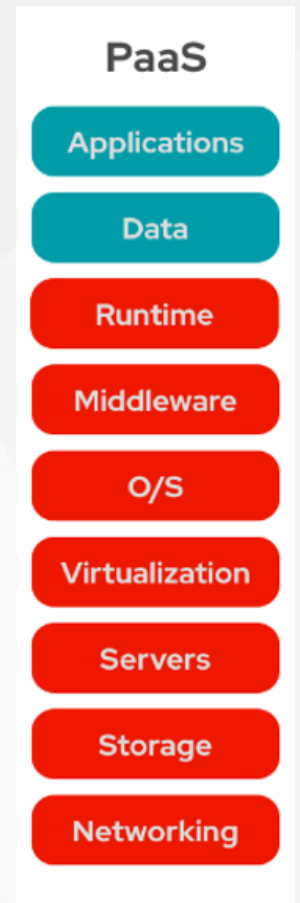 PaaS
Applications
Data
Runtime
Middleware
O/S
Virtualization
Servers
Storage
Networking